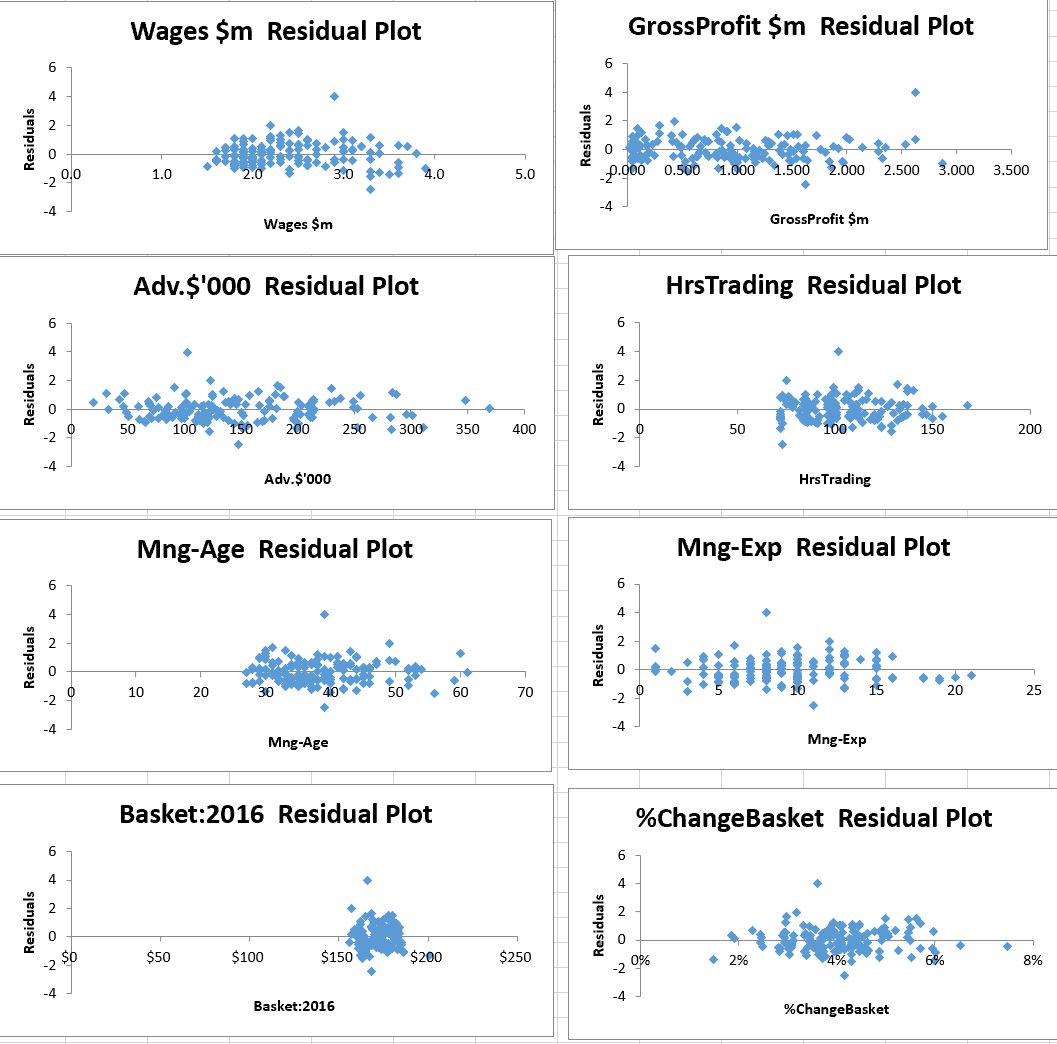 Wages $m  Residual Plot
6
4
2
0
-2
-4
0.0 1.0 2.0 3.0 4.0 5.0
Residuals
Wages $m
GrossProfit $m  Residual Plot
6
4
2
0
-2
-4
0.000 0.500 1.000 1.500 2.000 2.500 3.000 3.500
Residuals
GrossProfit $m
Adv.$'000  Residual Plot
6
4
2
0
-2
-4
0 50 100 150 200 250 300 350 400
Residuals
Adv.$'000
HrsTrading  Residual Plot
6
4
2
0
-2
-4
0 50 100 150 200
Residuals
HrsTrading
Mng-Age  Residual Plot
6
4
2
0
-2
-4
0 10 20 30 40 50 60 70
Residuals
Mng-Age
Mng-Exp  Residual Plot
6
4
2
0
-2
-4
0 5 10 15 20 25
Residuals
Mng-Exp
Basket:2016  Residual Plot
6
4
2
0
-2
-4
$0 $50 $100 $150 $200 $250
Residuals
Basket:2016
%ChangeBasket  Residual Plot
6
4
2
0
-2
-4
0% 2% 4% 6% 8%
Residuals
%ChangeBasket